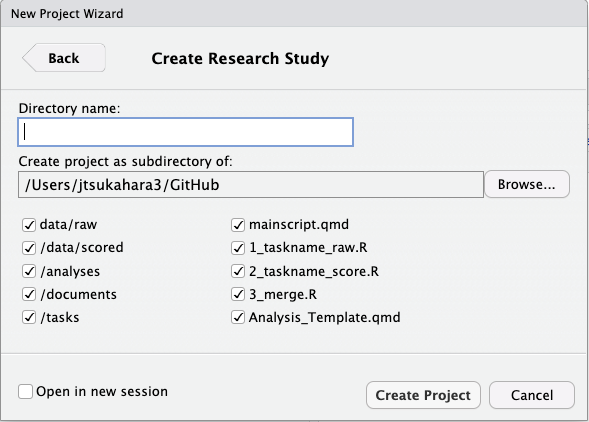 New Project Wizard
Back
Create Research Study
Directory name:
Create project as subdirectory of:
/Users/jtsukahara3/GitHub
Browse...
data/raw
mainscript.qmd
/data/scored
1_taskname_raw.R
/analyses
2_taskname_score.R
/documents
3_merge.R
/tasks
Analysis_Template.qmd
Open in new session
Create Project
Cancel